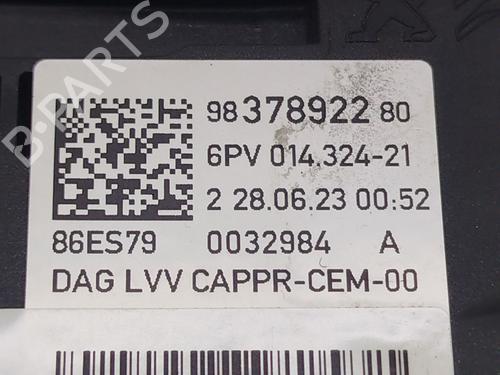 98 378922 80
6PV 014.324-21
2 28.06.23 00:52
86ES79 0032984 A
DAG LVV CAPPR-CEM-00
B-PARTS